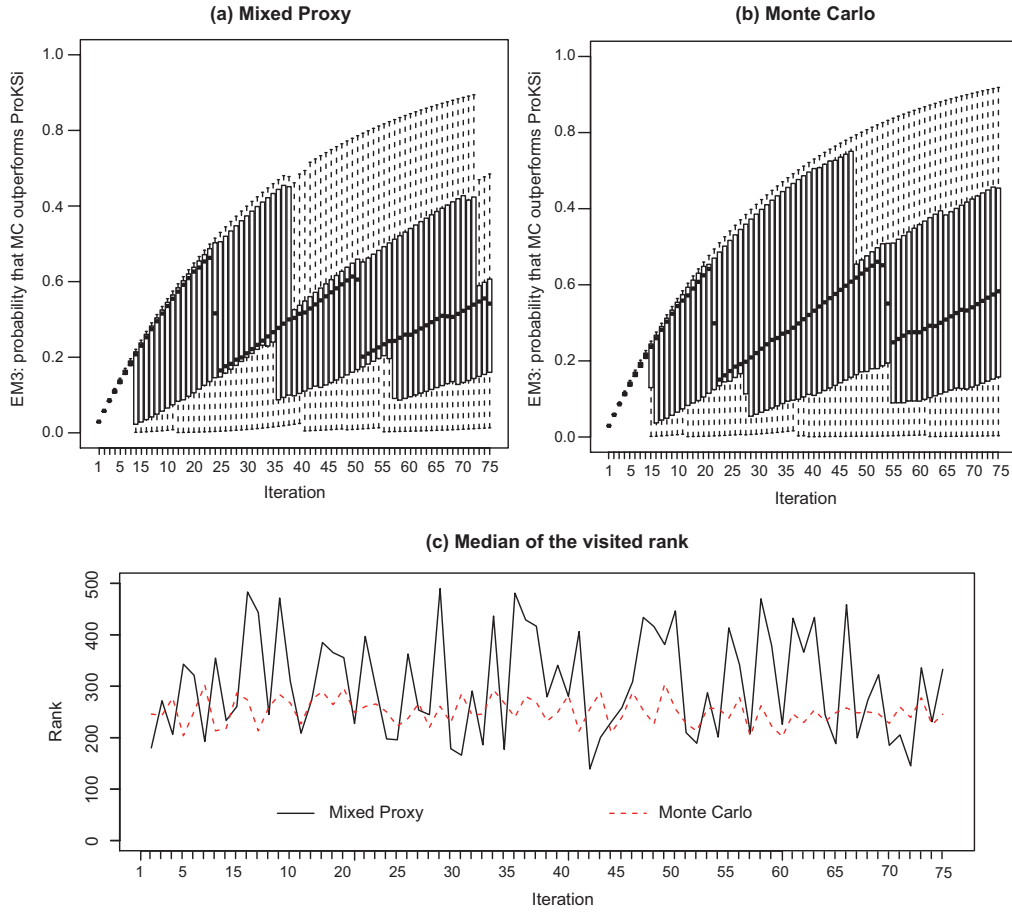 (a) Mixed Proxy
EM3: probability that MC outperforms ProKSi
1.0
0.8
0.4
0.6
0.2
0.0
1 5 15 10 15 20 25 30 35 40 45 50 55 60 65 70 75
Iteration
(b) Monte Carlo
EM3: probability that MC outperforms ProKSi
1.0
0.8
0.4
0.6
0.2
0.0
1 5 15 10 15 20 25 30 35 40 45 50 55 60 65 70 75
Iteration
(c) Median of the visited rank
Rank
500
400
300
200
100
0
Mixed Proxy
Monte Carlo
1 5 15 10 15 20 25 30 35 40 45 50 55 60 65 70 75
Iteration